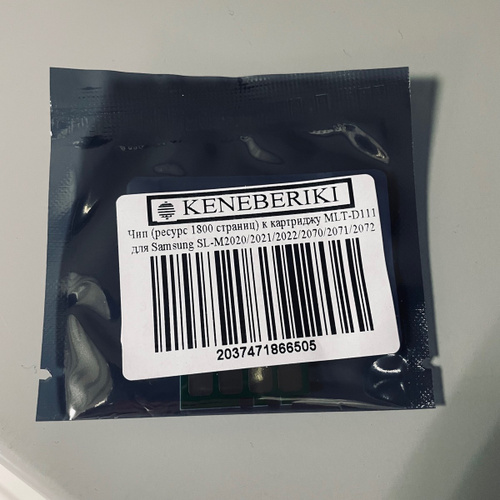 KENEBERIKI
Чип (ресурс 1800 страниц) к картриджу MLT-D111
для Samsung SL-M2020/2021/2022/2070/2071/2072
2037471866505